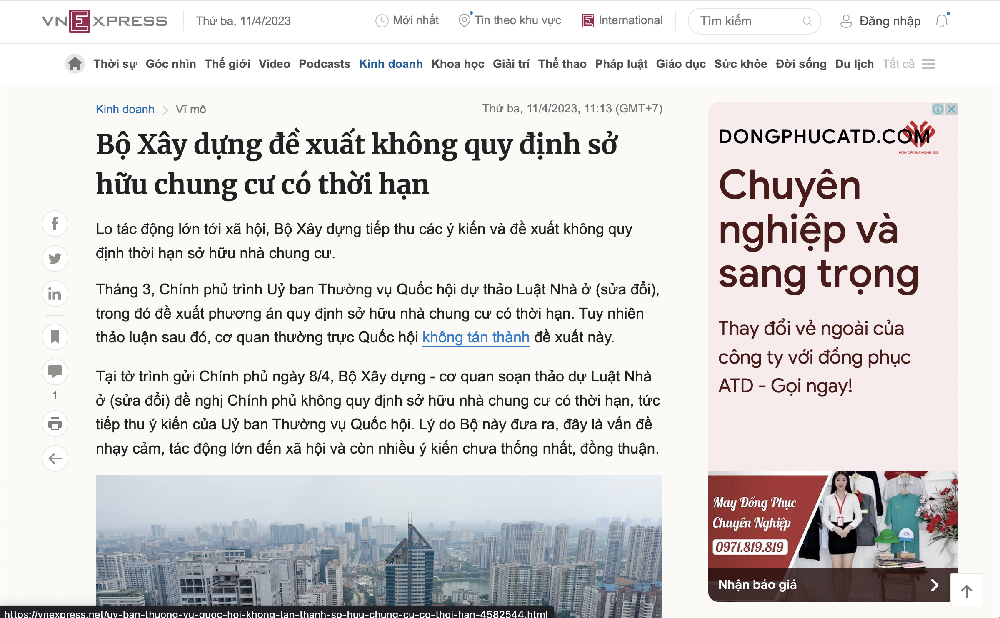 VNEXPRESS
Thứ ba, 11/4/2023
Mới nhất
Tin theo khu vực
International
Tìm kiếm
Đăng nhập
Thời sự Góc nhìn Thế giới Video Podcasts Kinh doanh Khoa học Giải trí Thể thao Pháp luật Giáo dục Sức khỏe Đời sống Du lịch Tất cả
Kinh doanh > Vĩ mô
Thứ ba, 11/4/2023, 11:13 (GMT+7)
Bộ Xây dựng đề xuất không quy định sở
hữu chung cư có thời hạn
Lo tác động lớn tới xã hội, Bộ Xây dựng tiếp thu các ý kiến và đề xuất không quy
định thời hạn sở hữu nhà chung cư.
Tháng 3, Chính phủ trình Uỷ ban Thường vụ Quốc hội dự thảo Luật Nhà ở (sửa đổi),
trong đó đề xuất phương án quy định sở hữu nhà chung cư có thời hạn. Tuy nhiên
thảo luận sau đó, cơ quan thường trực Quốc hội không tán thành đề xuất này.
Tại tờ trình gửi Chính phủ ngày 8/4, Bộ Xây dựng - cơ quan soạn thảo dự Luật Nhà
ở (sửa đổi) đề nghị Chính phủ không quy định sở hữu nhà chung cư có thời hạn, tức
tiếp thu ý kiến của Uỷ ban Thường vụ Quốc hội. Lý do Bộ này đưa ra, đây là vấn đề
nhạy cảm, tác động lớn đến xã hội và còn nhiều ý kiến chưa thống nhất, đồng thuận.
1
DONGPHUCATD.COM
HƠN CẢ SỰ MONG ĐỢI
Chuyên
nghiệp và
sang trọng
Thay đổi vẻ ngoài của
công ty với đồng phục
ATD - Gọi ngay!
May Đồng Phục
Chuyên Nghiệp
0971.819.819
Nhận báo giá
https://vnexpress.net/uy-ban-thuong-vu-quoc-hoi-khong-tan-thanh-so-huu-chung-cu-co-thoi-han-4582544.html